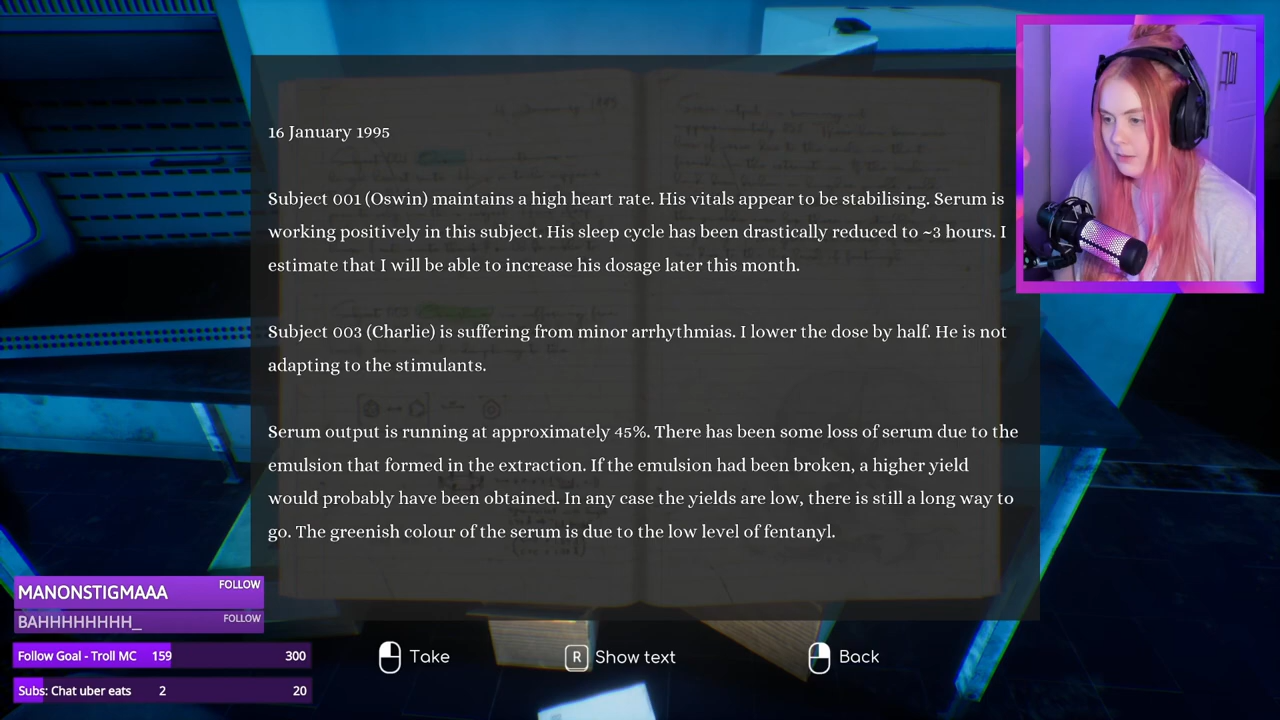 16 January 1995
Subject 001 (Oswin) maintains a high heart rate. His vitals appear to be stabilising. Serum is
working positively in this subject. His sleep cycle has been drastically reduced to ~3 hours. I
estimate that I will be able to increase his dosage later this month.
Subject 003 (Charlie) is suffering from minor arrhythmias. I lower the dose by half. He is not
adapting to the stimulants.
Serum output is running at approximately 45%. There has been some loss of serum due to the
emulsion that formed in the extraction. If the emulsion had been broken, a higher yield
would probably have been obtained. In any case the yields are low, there is still a long way to
go. The greenish colour of the serum is due to the low level of fentanyl.
MANONSTIGMAAA FOLLOW
BAHHHHHHHH_ FOLLOW
Follow Goal - Troll MC 159 300
Subs: Chat uber eats 2 20
Take R Show text Back